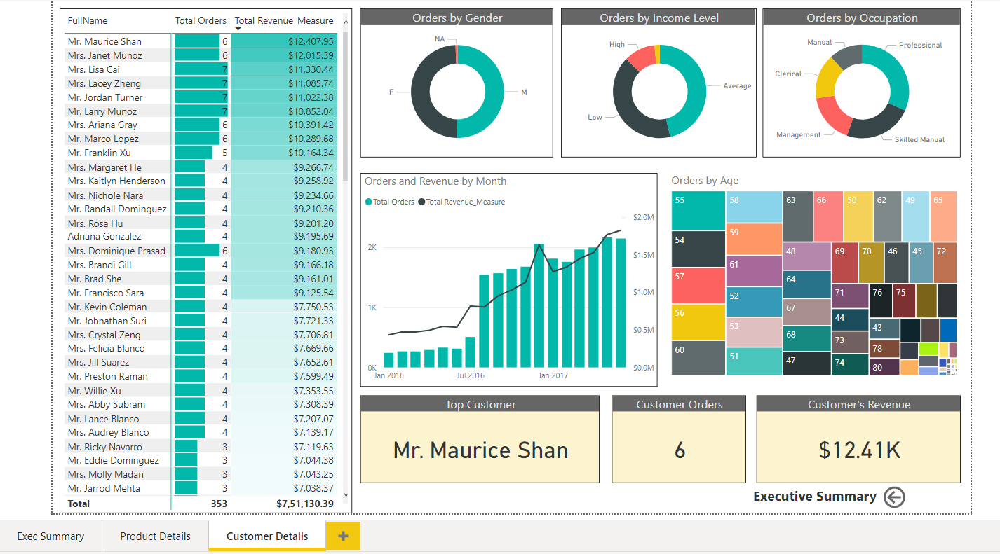 FullName Total Orders Total Revenue_Measure
Mr. Maurice Shan 6 $12,407.95
Mrs. Janet Munoz 6 $12,015.39
Mrs. Lisa Cai 7 $11,330.44
Mrs. Lacey Zheng 7 $11,085.74
Mr. Jordan Turner 7 $11,022.38
Mr. Larry Munoz 7 $10,852.04
Mrs. Ariana Gray 6 $10,391.42
Mr. Marco Lopez 6 $10,289.68
Mr. Franklin Xu 5 $10,164.34
Mrs. Margaret He 4 $9,266.74
Mrs. Kaitlyn Henderson 4 $9,258.92
Mrs. Nichole Nara 4 $9,234.66
Mr. Randall Dominguez 4 $9,210.36
Mrs. Rosa Hu 4 $9,201.20
Adriana Gonzalez 4 $9,195.69
Mrs. Dominique Prasad 6 $9,180.93
Mrs. Brandi Gill 4 $9,166.18
Mr. Brad She 4 $9,161.01
Mr. Francisco Sara 4 $9,125.54
Mr. Kevin Coleman 4 $7,750.53
Mr. Johnathan Suri 4 $7,721.33
Mrs. Crystal Zeng 4 $7,706.81
Mrs. Felicia Blanco 4 $7,669.66
Mrs. Jill Suarez 4 $7,652.61
Mr. Preston Raman 4 $7,599.49
Mr. Willie Xu 4 $7,353.55
Mrs. Abby Subram 4 $7,308.39
Mr. Lance Blanco 4 $7,207.07
Mrs. Audrey Blanco 4 $7,139.17
Mr. Ricky Navarro 3 $7,119.63
Mr. Eddie Dominguez 3 $7,044.38
Mrs. Molly Madan 3 $7,043.25
Mr. Jarrod Mehta 3 $7,038.37
Total 353 $7,51,130.39
Orders by Gender
NA
F M
Orders by Income Level
High
Average
Low
Orders by Occupation
Manual Professional
Clerical
Management
Skilled Manual
Orders and Revenue by Month
Total Orders Total Revenue_Measure
$2.0M
2K
$1.5M
$1.0M
1K
$0.5M
0K $0.0M
Jan 2016 Jul 2016 Jan 2017
Orders by Age
55 58 63 66 50 62 49 65
54 59
48 69 70 46 45 72
57 61
64
52 71 76 75
56 67
44
53 43
68
73
60 78
51 47 74 80
Top Customer
Mr. Maurice Shan
Customer Orders
6
Customer's Revenue
$12.41K
Executive Summary
Exec Summary Product Details Customer Details